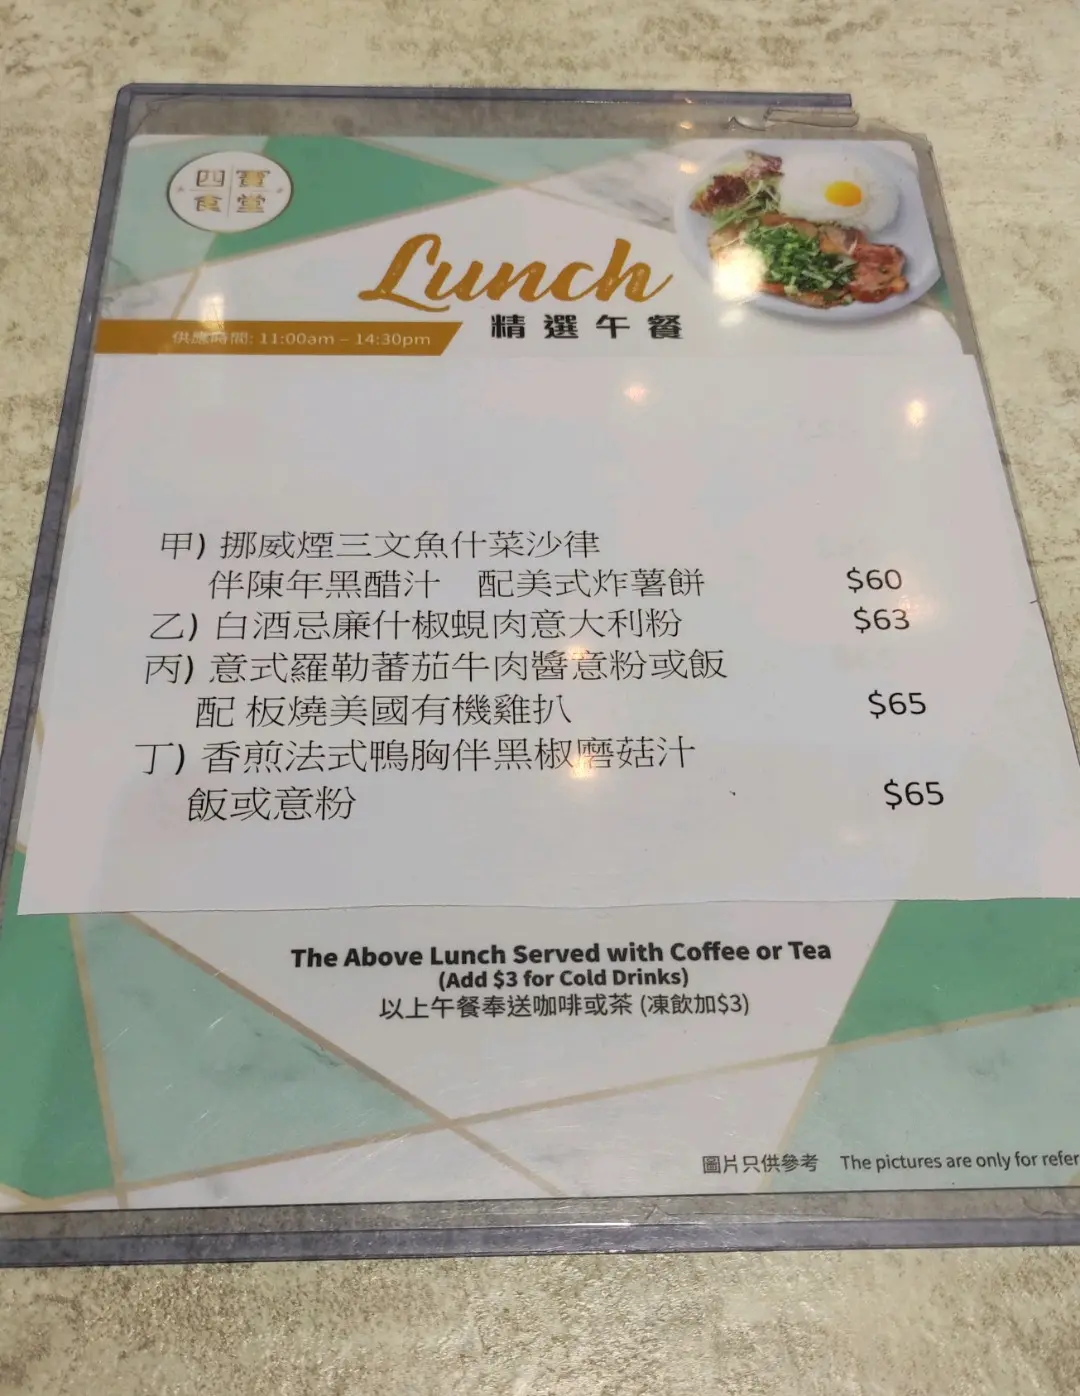 四寶
食堂
Lunch
精選午餐
供應時間: 11:00am – 14:30pm
甲) 挪威煙三文魚什菜沙律
伴陳年黑醋汁 配美式炸薯餅 $60
乙) 白酒忌廉什椒蜆肉意大利粉 $63
丙) 意式羅勒蕃茄牛肉醬意粉或飯
配 板燒美國有機雞扒 $65
丁) 香煎法式鴨胸伴黑椒磨菇汁
飯或意粉 $65
The Above Lunch Served with Coffee or Tea
(Add $3 for Cold Drinks)
以上午餐奉送咖啡或茶 (凍飲加$3)
圖片只供參考 The pictures are only for refer